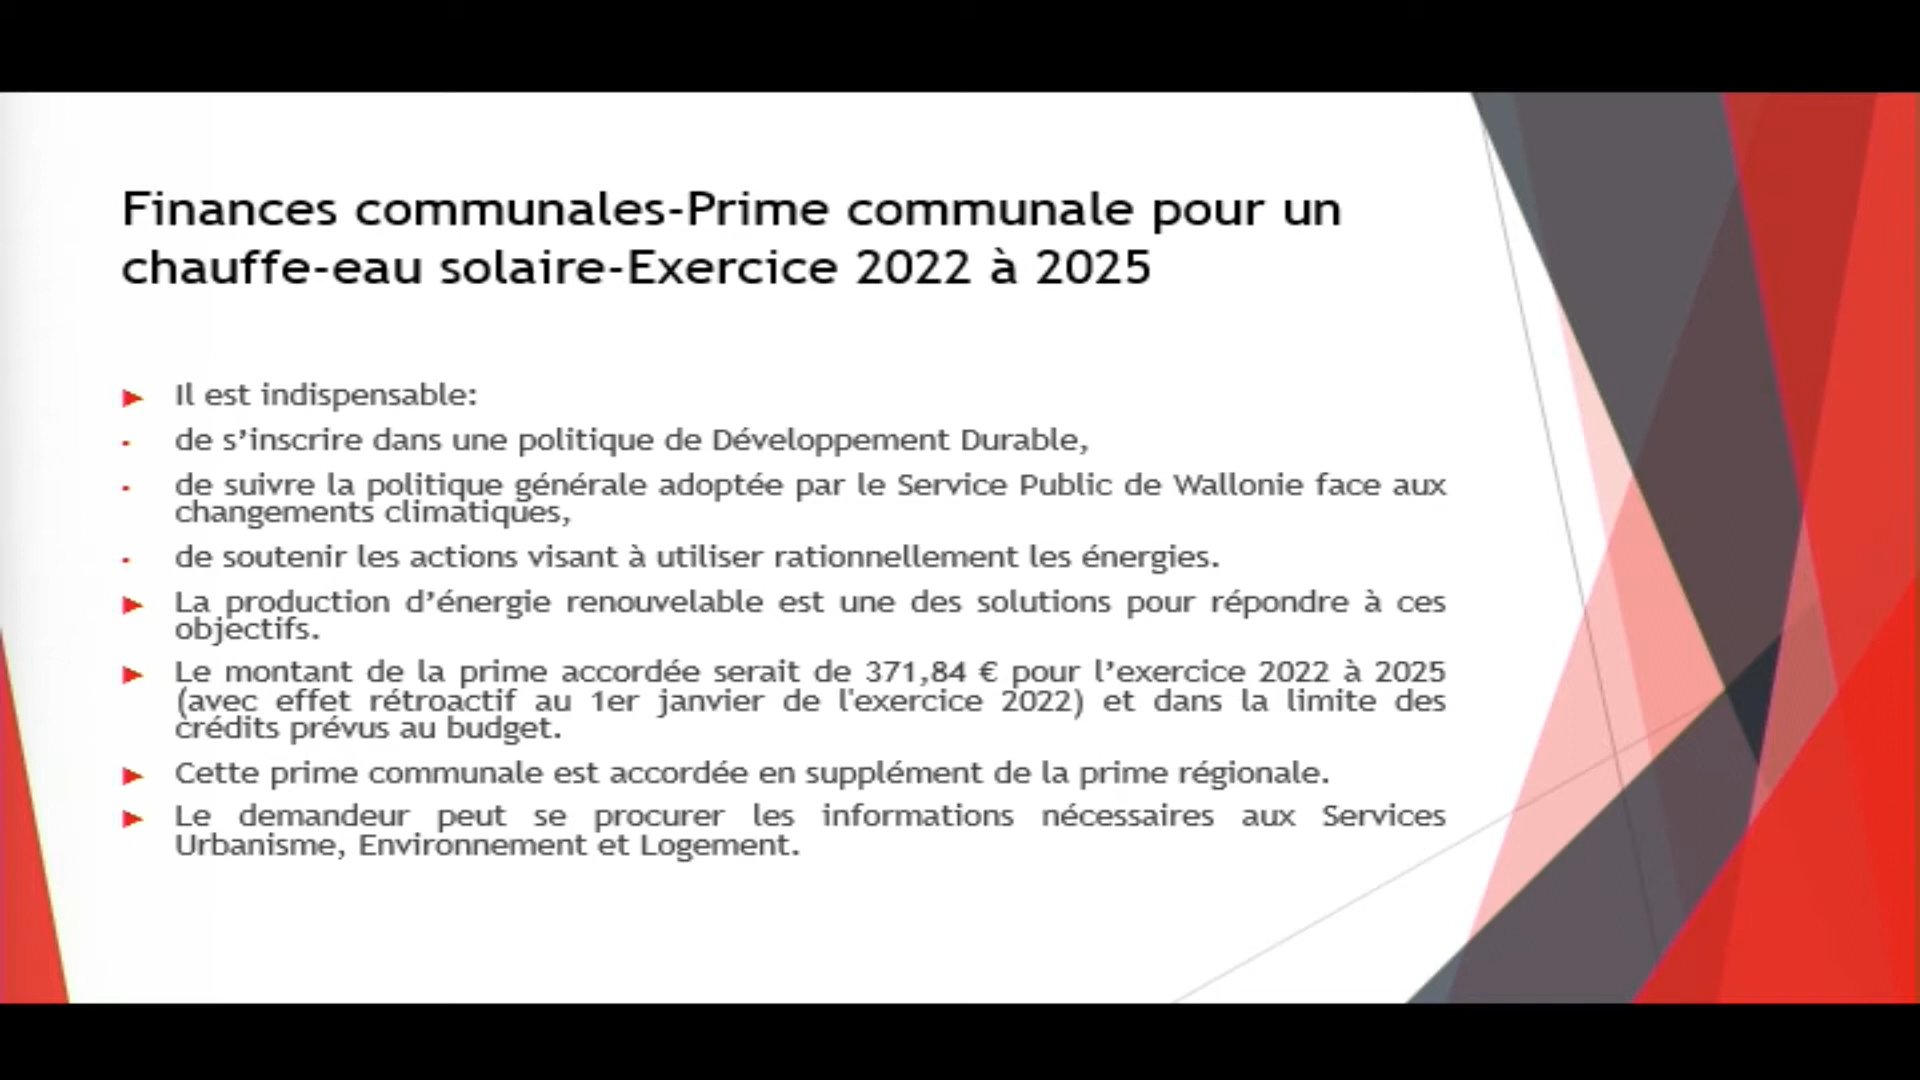 Finances communales-Prime communale pour un
chauffe-eau solaire-Exercice 2022 à 2025
► Il est indispensable:
- de s’inscrire dans une politique de Développement Durable,
- de suivre la politique générale adoptée par le Service Public de Wallonie face aux
changements climatiques,
- de soutenir les actions visant à utiliser rationnellement les énergies.
► La production d’énergie renouvelable est une des solutions pour répondre à ces
objectifs.
► Le montant de la prime accordée serait de 371,84 € pour l’exercice 2022 à 2025
(avec effet rétroactif au 1er janvier de l'exercice 2022) et dans la limite des
crédits prévus au budget.
► Cette prime communale est accordée en supplément de la prime régionale.
► Le demandeur peut se procurer les informations nécessaires aux Services
Urbanisme, Environnement et Logement.